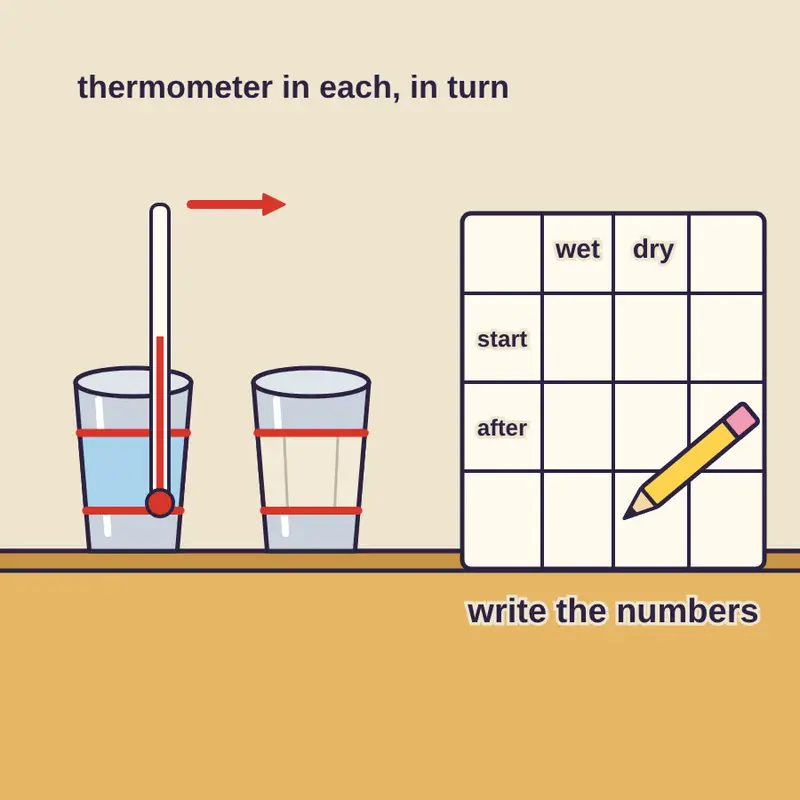 thermometer in each, in turn
wet dry
start
after
write the numbers